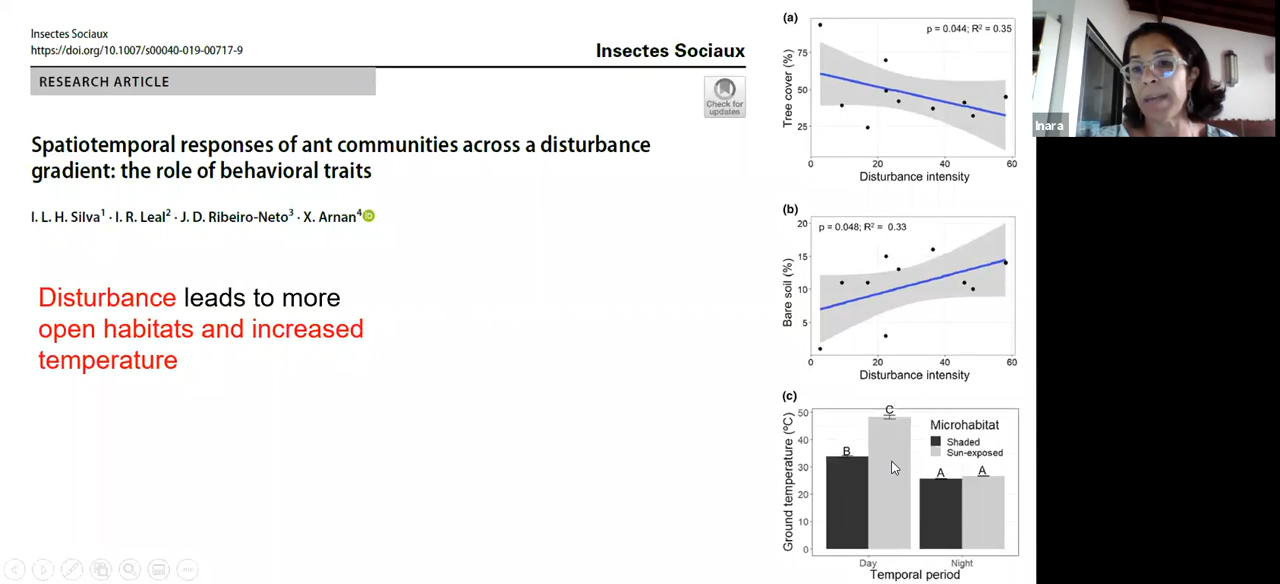 Insectes Sociaux
https://doi.org/10.1007/s00040-019-00717-9
Insectes Sociaux
RESEARCH ARTICLE
Check for
updates
Spatiotemporal responses of ant communities across a disturbance
gradient: the role of behavioral traits
I. L. H. Silva1 · I. R. Leal2 · J. D. Ribeiro-Neto3 · X. Arnan4
iD
Disturbance leads to more
open habitats and increased
temperature
(a)
p = 0.044; R² = 0.35
Tree cover (%)
75
50
25
0 20 40 60
Disturbance intensity
(b)
p = 0.048; R² = 0.33
Bare soil (%)
20
15
10
5
0 20 40 60
Disturbance intensity
(c)
Ground temperature (ºC)
50
40
30
20
10
0
B
C
A
A
Microhabitat
Shaded
Sun-exposed
Day Night
Temporal period
Inara